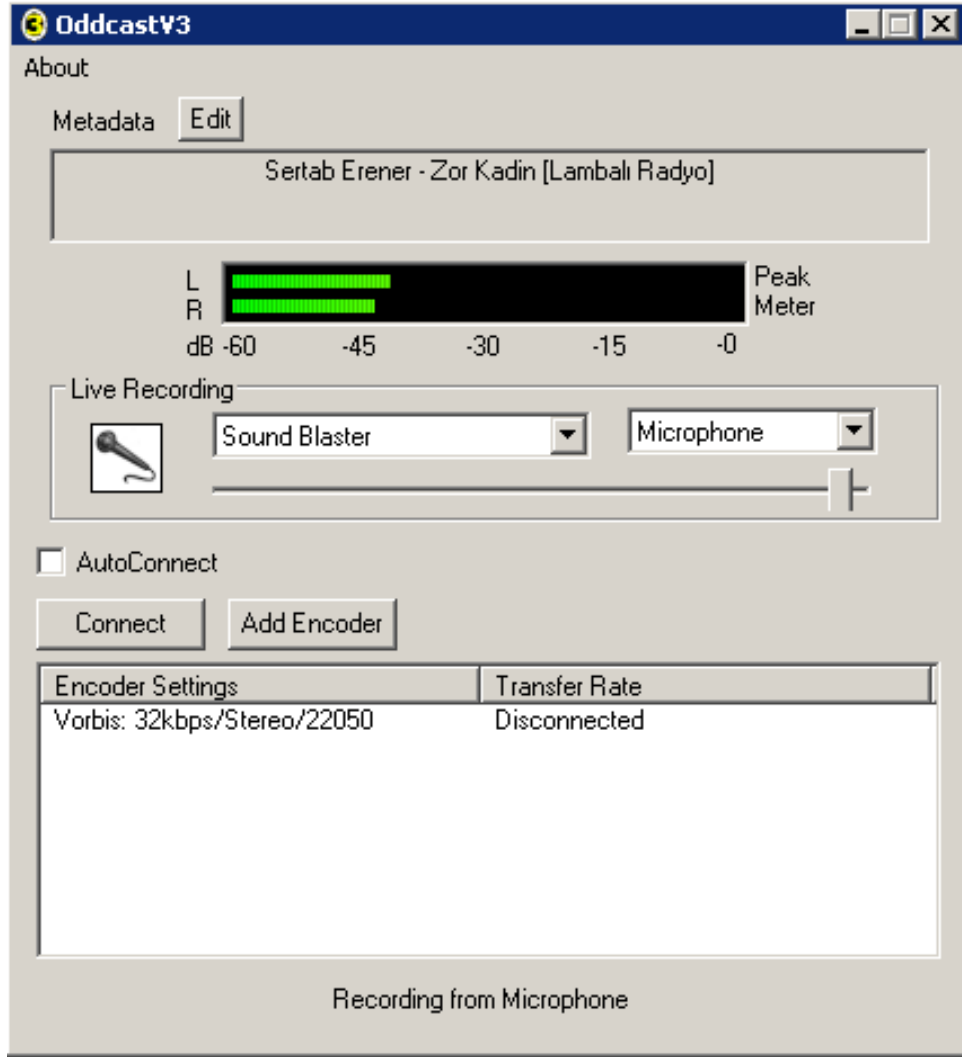 OddcastV3
About
Metadata Edit
Sertab Erener - Zor Kadin [Lambalı Radyo]
L
R
Peak
Meter
dB -60 -45 -30 -15 -0
Live Recording
Sound Blaster Microphone
AutoConnect
Connect Add Encoder
Encoder Settings Transfer Rate
Vorbis: 32kbps/Stereo/22050 Disconnected
Recording from Microphone